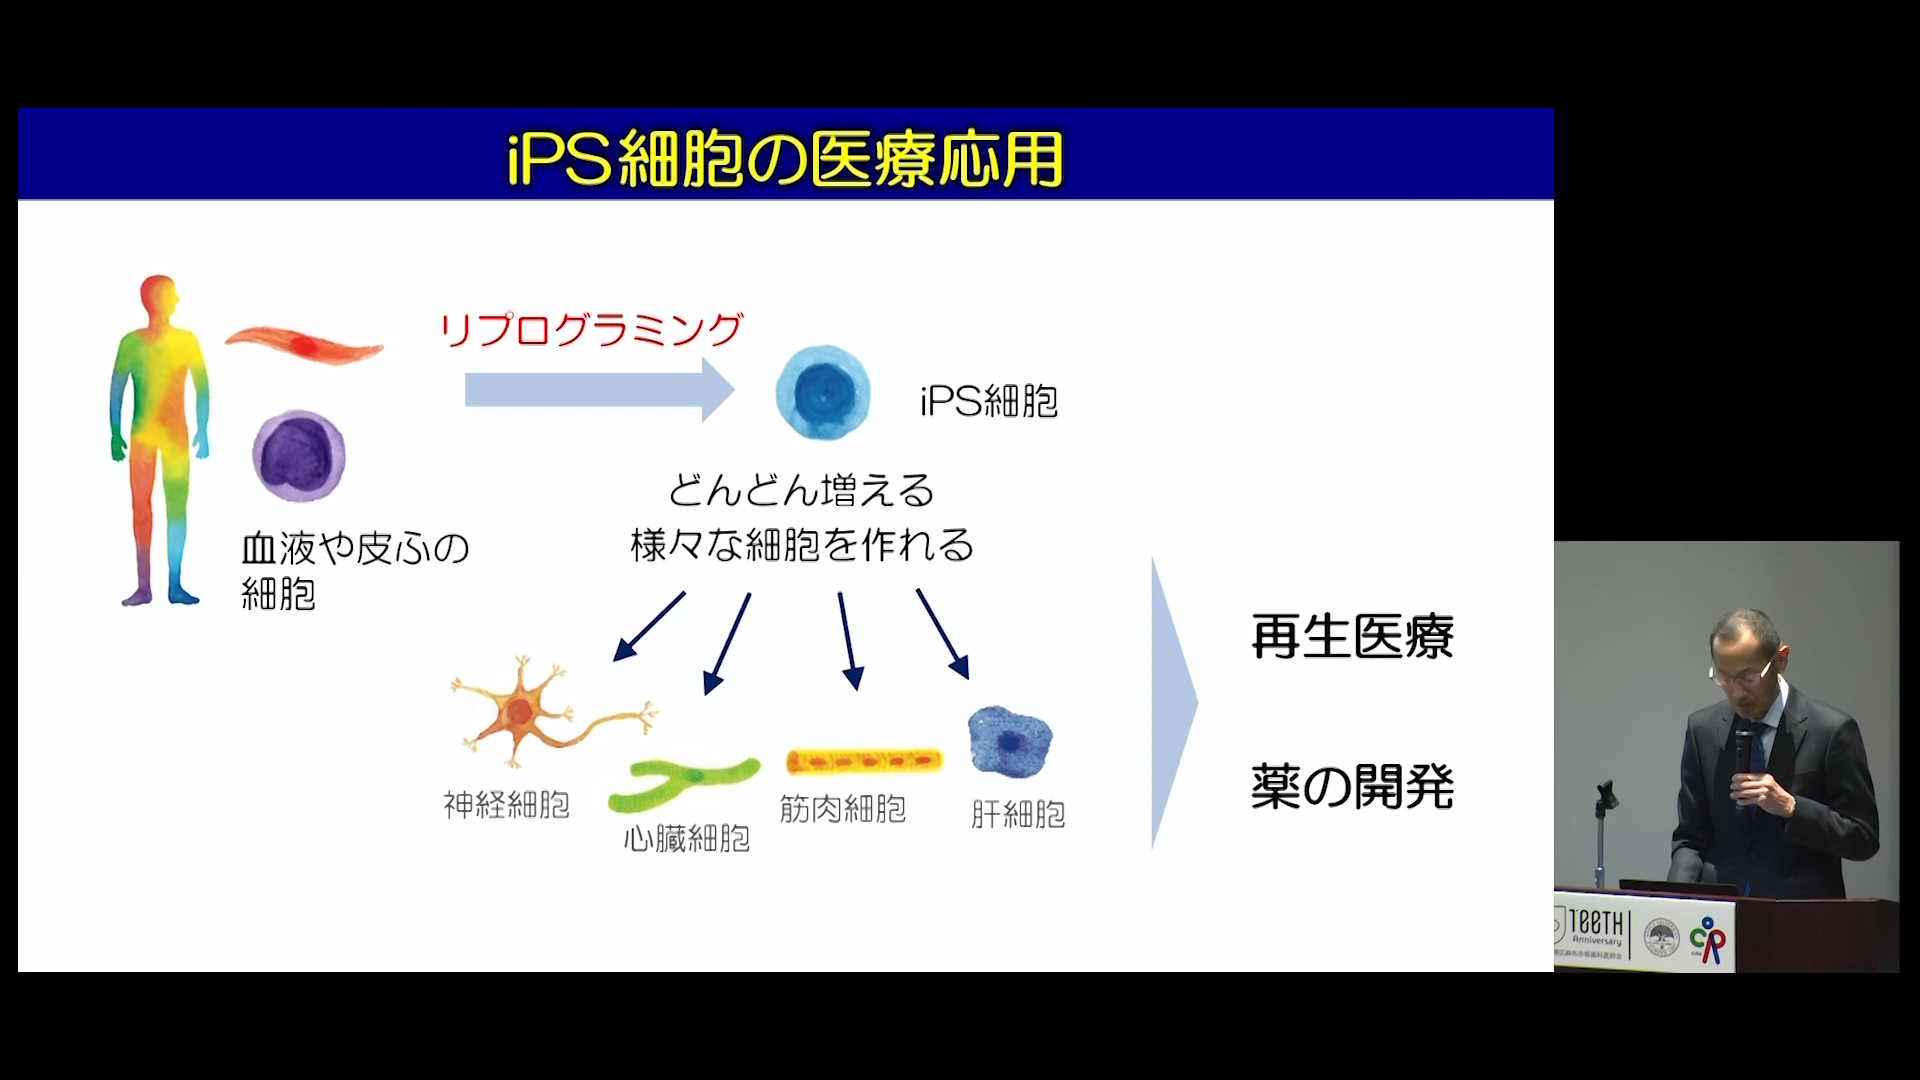 iPS細胞の医療応用
リプログラミング
iPS細胞
血液や皮ふの
細胞
どんどん増える
様々な細胞を作れる
神経細胞
心臓細胞
筋肉細胞
肝細胞
再生医療
薬の開発
100TH
Anniversary